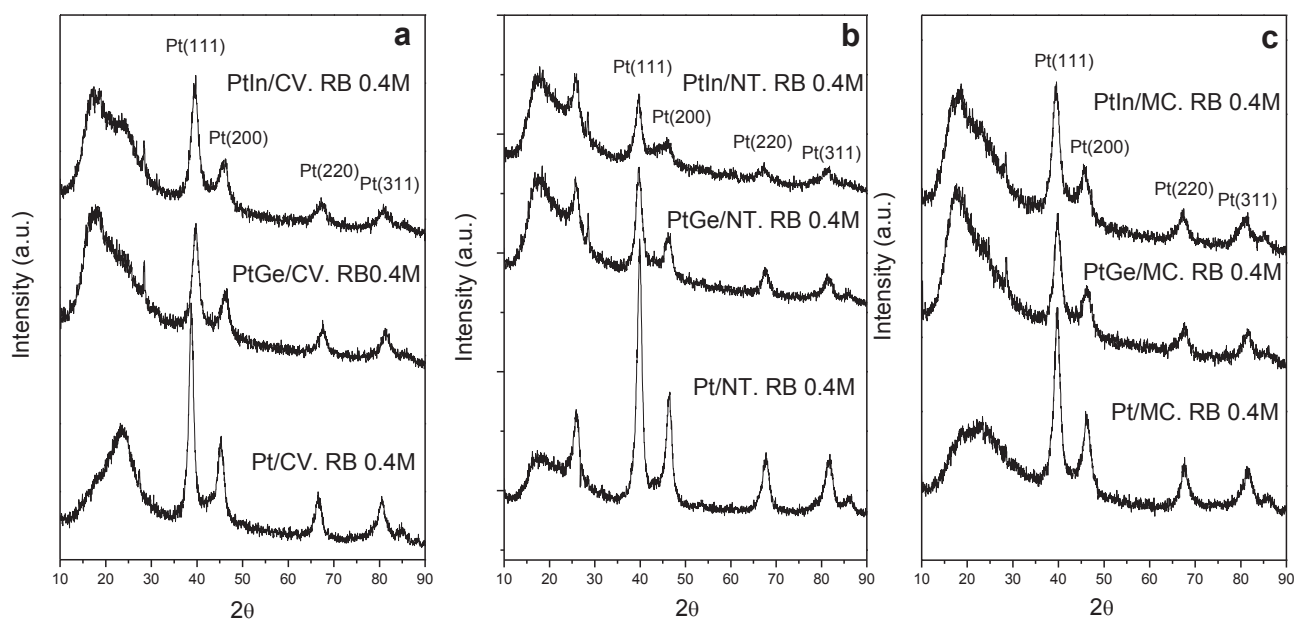 a
Pt(111)
PtIn/CV. RB 0.4M
Pt(200)
Pt(220)
Pt(311)
PtGe/CV. RB0.4M
Pt/CV. RB 0.4M
Intensity (a.u.)
10 20 30 40 50 60 70 80 90
2θ
b
Pt(111)
PtIn/NT. RB 0.4M
Pt(200)
Pt(220)
Pt(311)
PtGe/NT. RB 0.4M
Pt/NT. RB 0.4M
Intensity (a.u.)
10 20 30 40 50 60 70 80 90
2θ
c
Pt(111)
PtIn/MC. RB 0.4M
Pt(200)
Pt(220)
Pt(311)
PtGe/MC. RB 0.4M
Pt/MC. RB 0.4M
Intensity (a.u.)
10 20 30 40 50 60 70 80 90
2θ